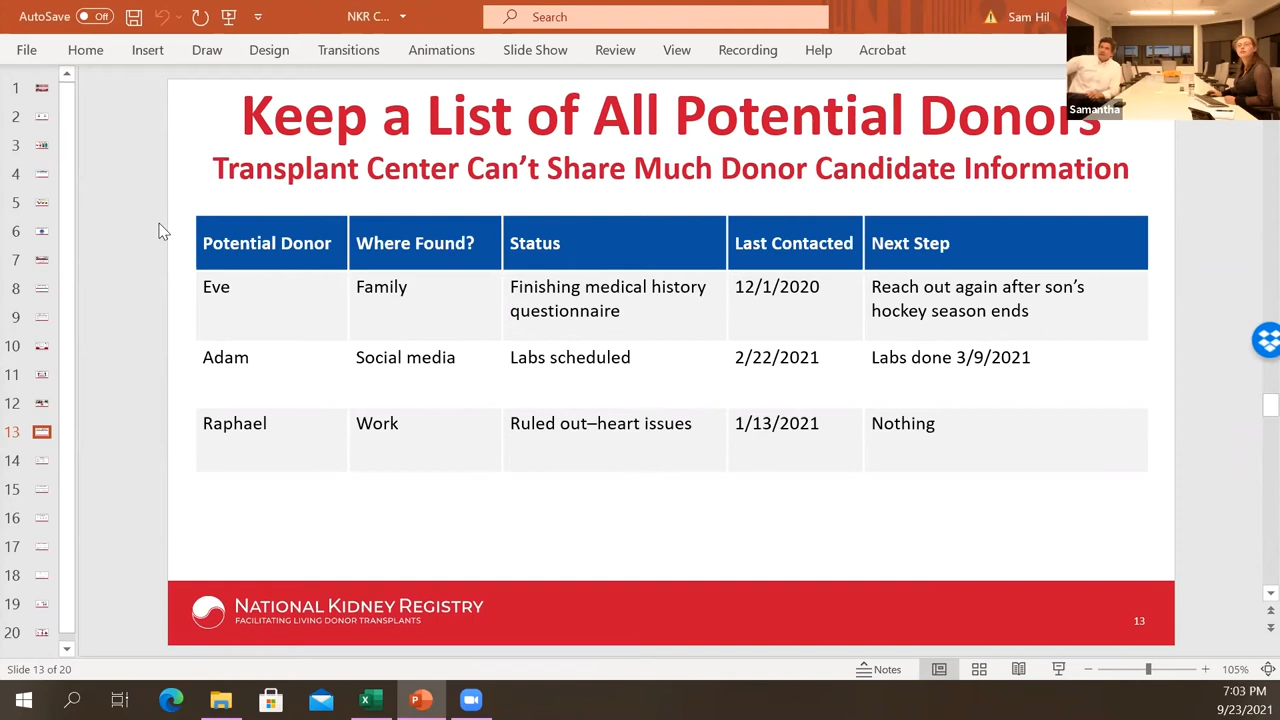 AutoSave Off NKR C... Search Sam Hil
File Home Insert Draw Design Transitions Animations Slide Show Review View Recording Help Acrobat
Samantha
1
2
3
4
5
6
7
8
9
10
11
12
13
14
15
16
17
18
19
20
Keep a List of All Potential Donors
Transplant Center Can't Share Much Donor Candidate Information
Potential Donor Where Found? Status Last Contacted Next Step
Eve Family Finishing medical history 12/1/2020 Reach out again after son's
questionnaire hockey season ends
Adam Social media Labs scheduled 2/22/2021 Labs done 3/9/2021
Raphael Work Ruled out–heart issues 1/13/2021 Nothing
NATIONAL KIDNEY REGISTRY
FACILITATING LIVING DONOR TRANSPLANTS
13
Slide 13 of 20 Notes 105%
7:03 PM
9/23/2021